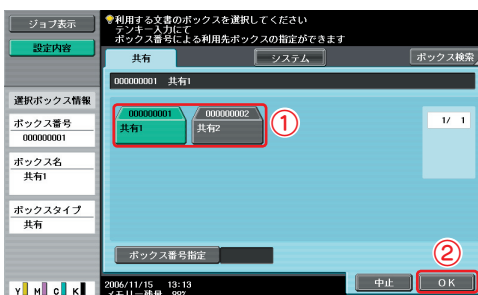 ジョブ表示
設定内容
利用する文書のボックスを選択してください
テンキー入力にて
ボックス番号による利用先ボックスの指定ができます
共有
システム
ボックス検索
000000001 共有1
選択ボックス情報
ボックス番号
000000001
ボックス名
共有1
ボックスタイプ
共有
000000001
共有1
000000002
共有2
①
1/ 1
ボックス番号指定
②
中止
OK
Y M C K
2006/11/15 13:13
メモリー残量 99%